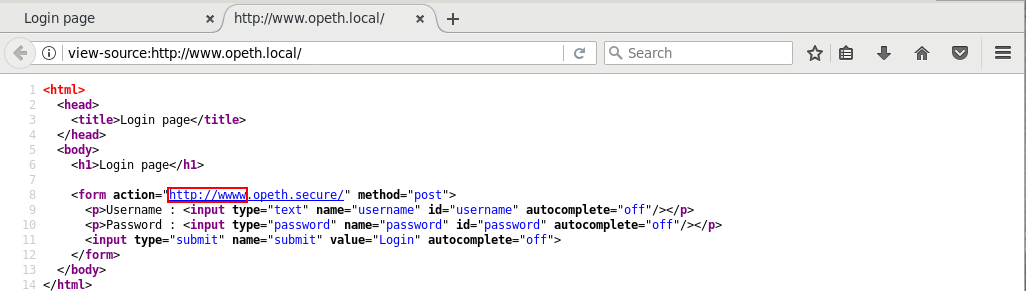 Login page × http://www.opeth.local/ × +
view-source:http://www.opeth.local/ Search
1 <html>
2 <head>
3 <title>Login page</title>
4 </head>
5 <body>
6 <h1>Login page</h1>
7
8 <form action="http://wwww.opeth.secure/" method="post">
9 <p>Username : <input type="text" name="username" id="username" autocomplete="off"/></p>
10 <p>Password : <input type="password" name="password" id="password" autocomplete="off"/></p>
11 <input type="submit" name="submit" value="Login" autocomplete="off">
12 </form>
13 </body>
14 </html>